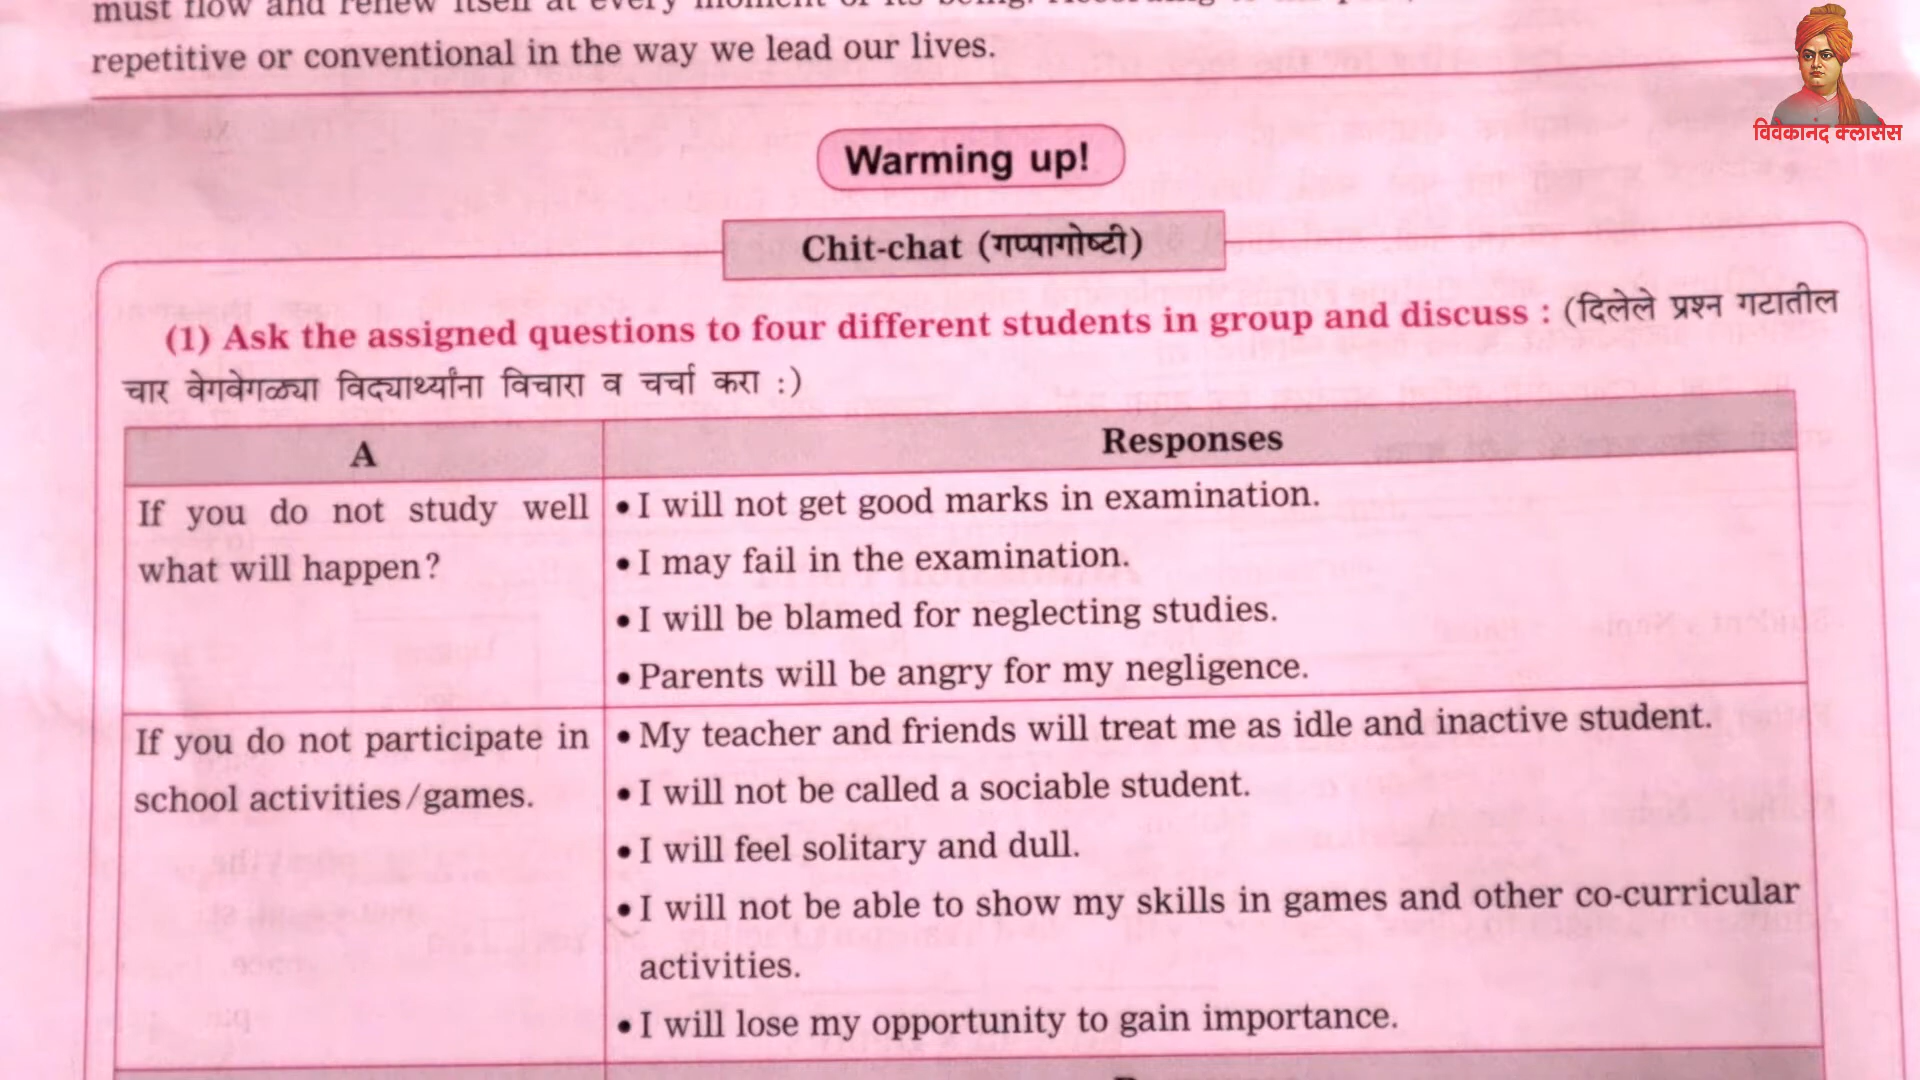 must flow and renew itself at every moment of its being.
repetitive or conventional in the way we lead our lives.
विवेकानंद क्लासेस
Warming up!
Chit-chat (गप्पागोष्टी)
(1) Ask the assigned questions to four different students in group and discuss : (दिलेले प्रश्न गटातील
चार वेगवेगळ्या विद्यार्थ्यांना विचारा व चर्चा करा :)
A
Responses
If you do not study well
what will happen?
• I will not get good marks in examination.
• I may fail in the examination.
• I will be blamed for neglecting studies.
• Parents will be angry for my negligence.
If you do not participate in
school activities/games.
• My teacher and friends will treat me as idle and inactive student.
• I will not be called a sociable student.
• I will feel solitary and dull.
• I will not be able to show my skills in games and other co-curricular
activities.
• I will lose my opportunity to gain importance.